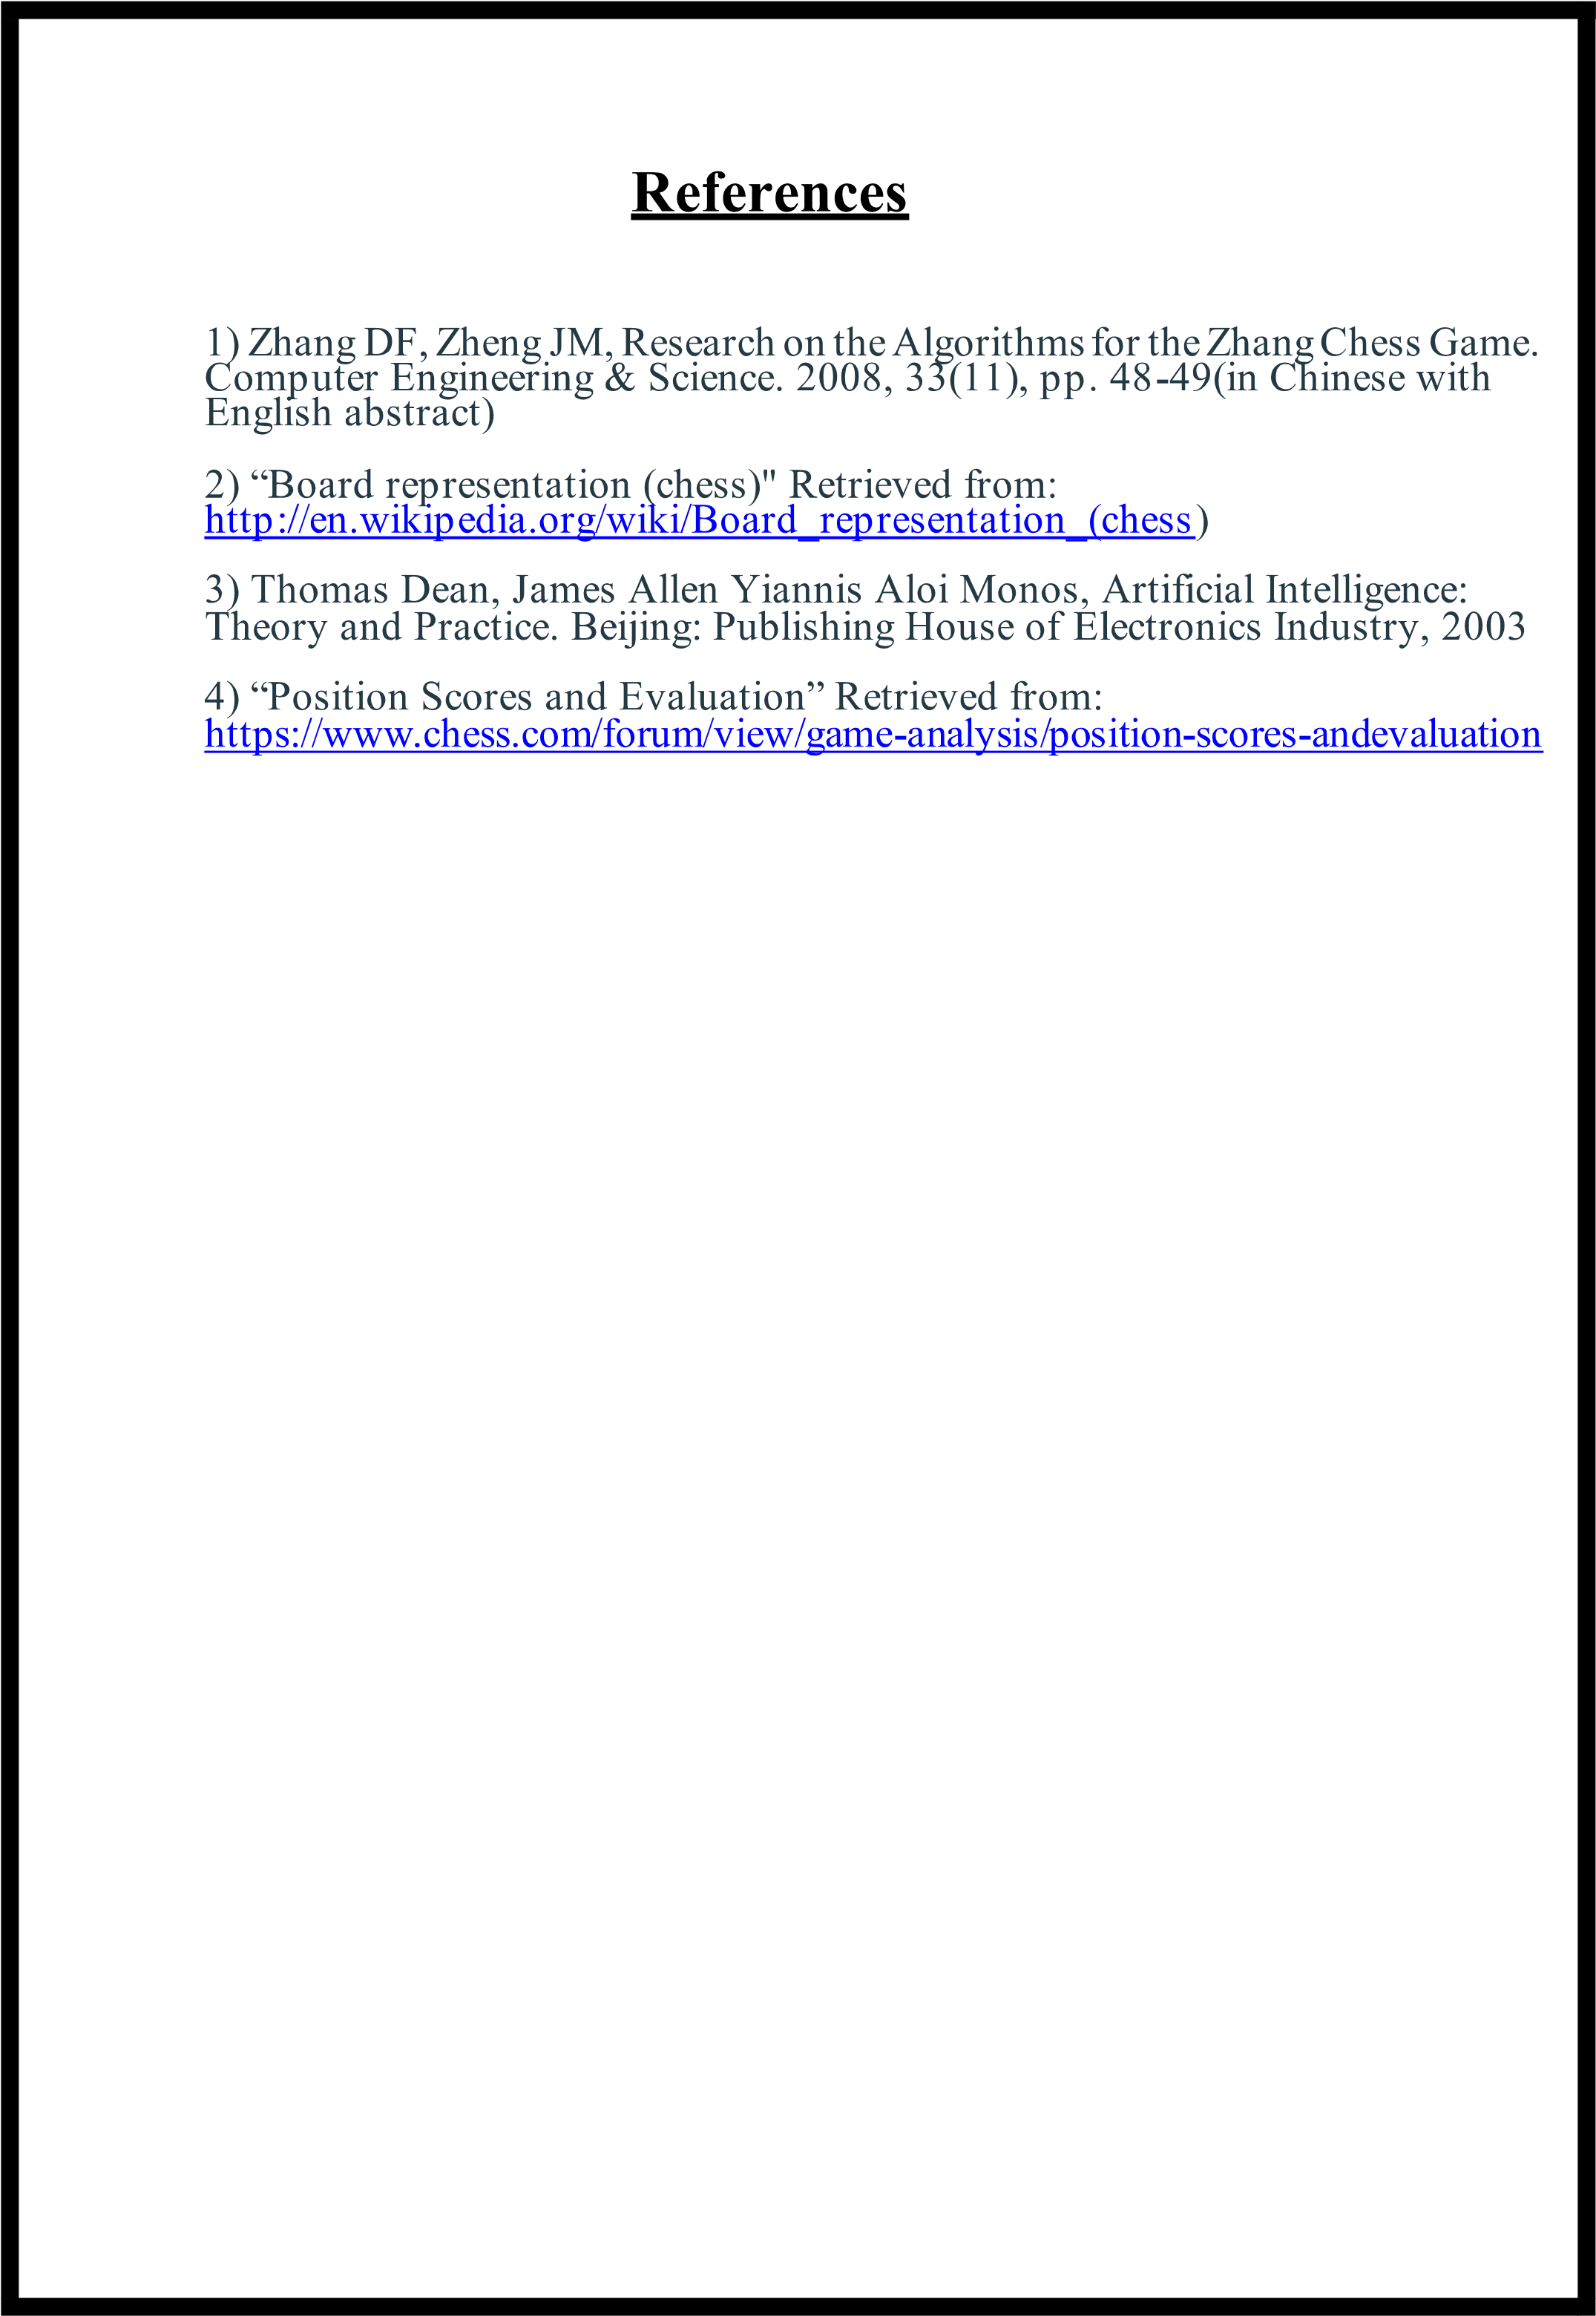 References
1) Zhang DF, Zheng JM, Research on the Algorithms for the Zhang Chess Game.
Computer Engineering & Science. 2008, 33(11), pp. 48-49(in Chinese with
English abstract)
2) “Board representation (chess)" Retrieved from:
http://en.wikipedia.org/wiki/Board_representation_(chess)
3) Thomas Dean, James Allen Yiannis Aloi Monos, Artificial Intelligence:
Theory and Practice. Beijing: Publishing House of Electronics Industry, 2003
4) “Position Scores and Evaluation” Retrieved from:
https://www.chess.com/forum/view/game-analysis/position-scores-andevaluation